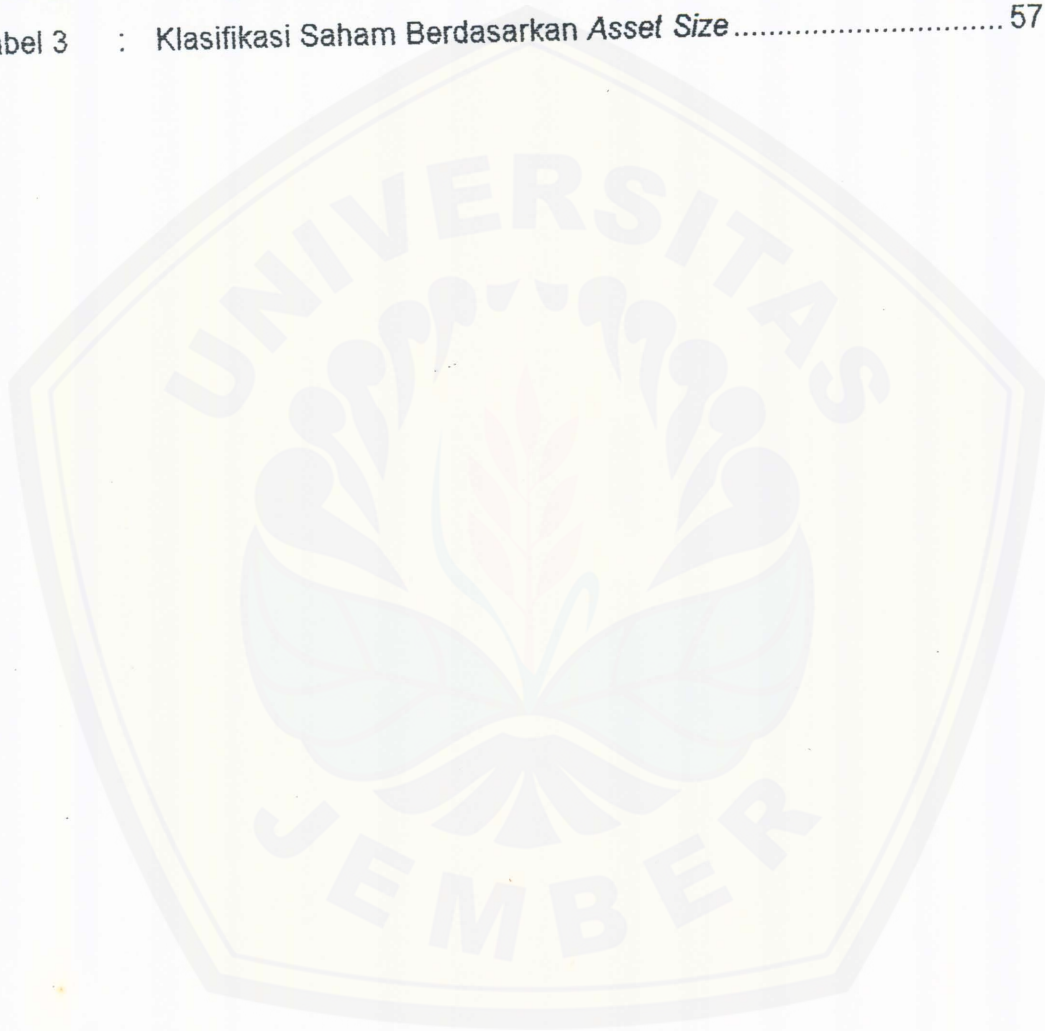 abel 3 : Klasifikasi Saham Berdasarkan Asset Size ............................... 57
UNIVERSITAS
JEMBER